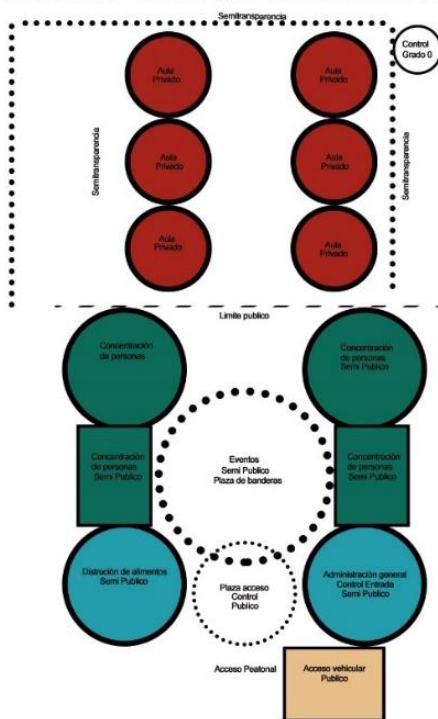 Semitransparencia
Control
Grado 0
Aula
Privado
Aula
Privado
Semitransparencia
Aula
Privado
Aula
Privado
Semitransparencia
Aula
Privado
Aula
Privado
Limite publico
Concentración
de personas
Concentración
de personas
Semi Publico
Concentración
de personas
Semi Publico
Eventos
Semi Publico
Plaza de banderas
Concentración
de personas
Semi Publico
Distrución de alimentos
Semi Publico
Plaza acceso
Control
Publico
Administración general
Control Entrada
Semi Publico
Acceso Peatonal
Acceso vehicular
Publico